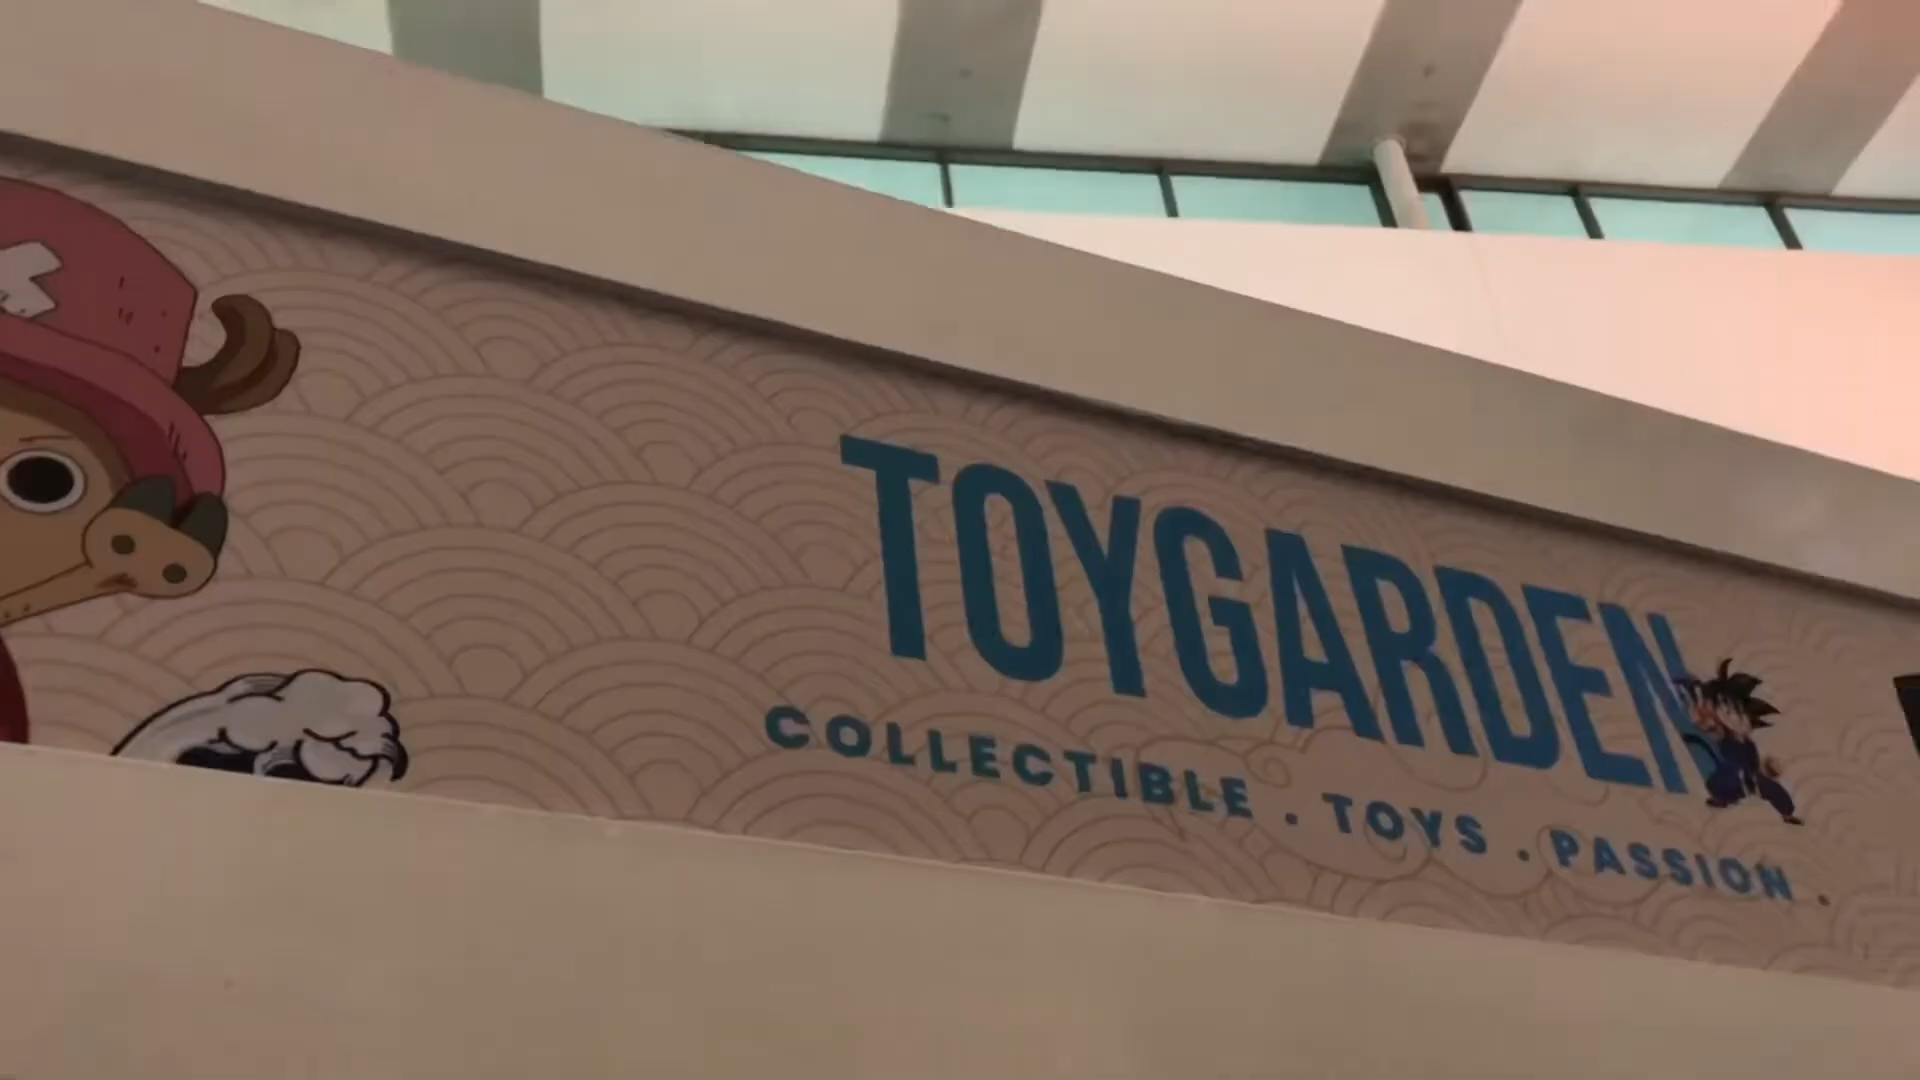 TOYGARDEN
COLLECTIBLE . TOYS . PASSION .